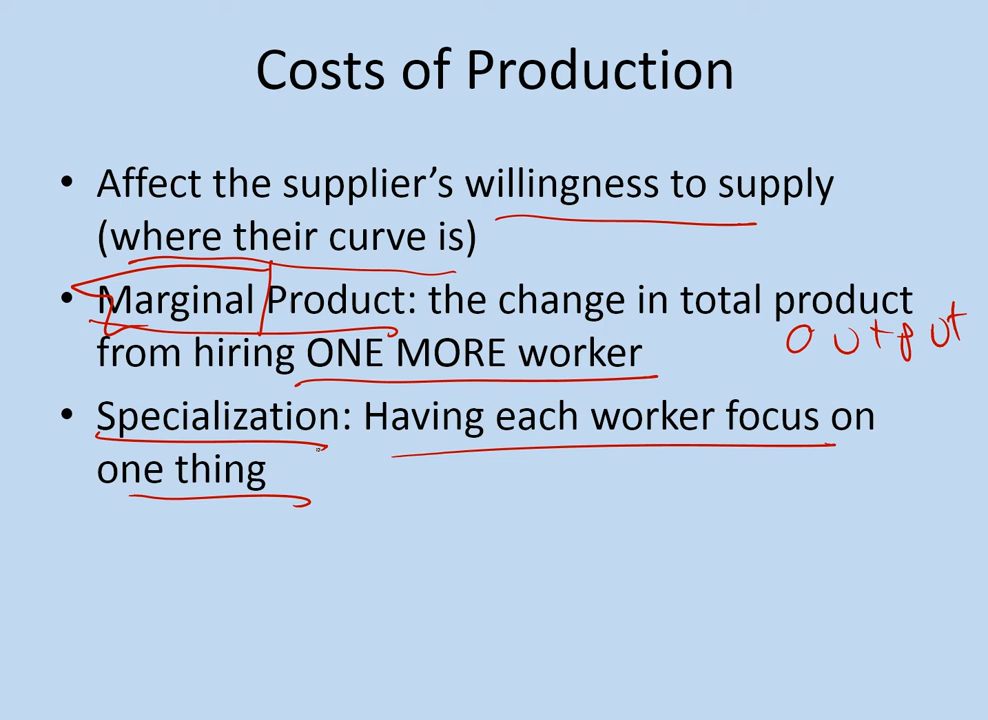 Costs of Production
• Affect the supplier's willingness to supply
(where their curve is)
• Marginal Product: the change in total product
output
from hiring ONE MORE worker
• Specialization: Having each worker focus on
one thing